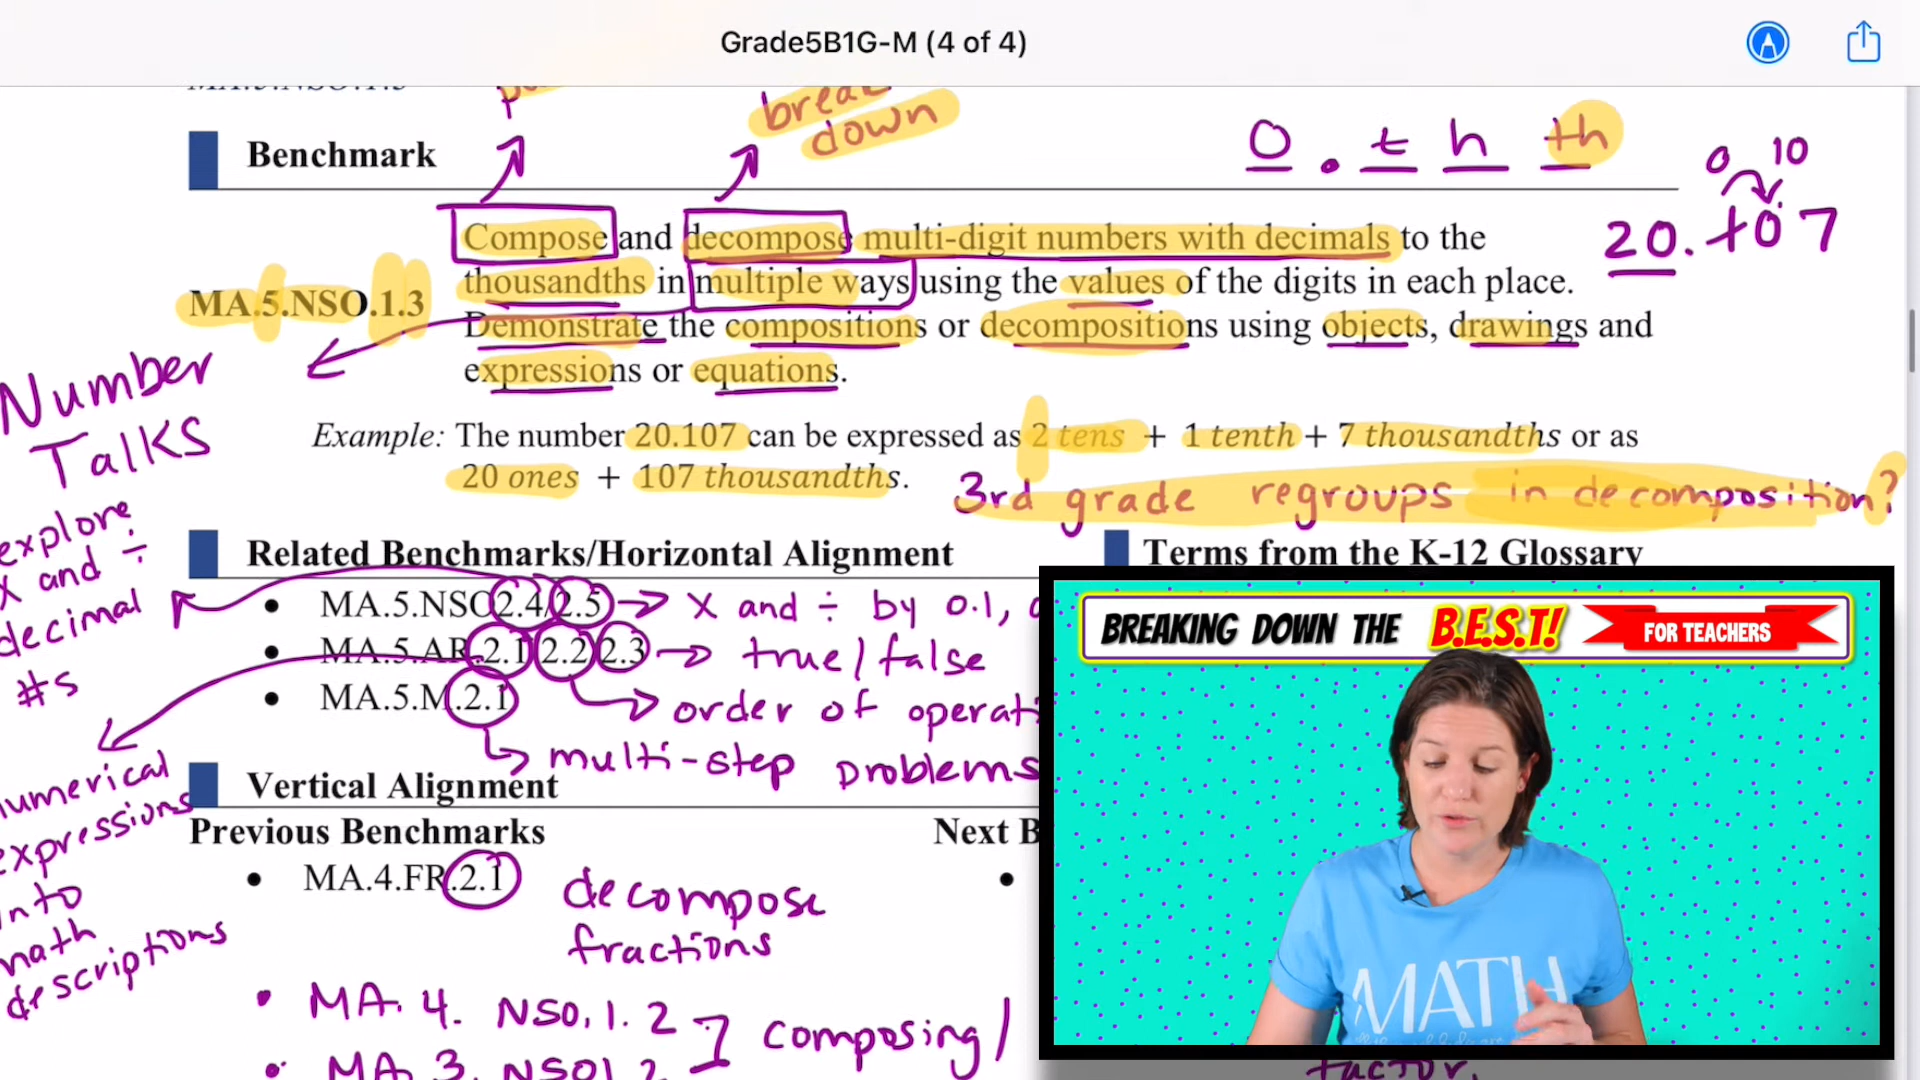 Grade5B1G-M (4 of 4)
break
down
Benchmark
0 . t h th
0 10
20.107
Compose and decompose multi-digit numbers with decimals to the
thousandths in multiple ways using the values of the digits in each place.
MA.5.NSO.1.3
Demonstrate the compositions or decompositions using objects, drawings and
expressions or equations.
Number
Talks
Example: The number 20.107 can be expressed as 2 tens + 1 tenth + 7 thousandths or as
20 ones + 107 thousandths.
3rd grade regroups in decomposition?
explore
x and ÷
decimal
#s
Related Benchmarks/Horizontal Alignment
Terms from the K-12 Glossary
• MA.5.NSO.2.4/2.5 → x and ÷ by 0.1,
• MA.5.AR.2.1 2.2 2.3 → true/false
• MA.5.M.2.1
order of
multi-step problems
BREAKING DOWN THE B.E.S.T! FOR TEACHERS
numerical
expressions
into
math
descriptions
Vertical Alignment
Previous Benchmarks
Next B
• MA.4.FR.2.1
decompose
fractions
• MA.4.NSO.1.2
• MA.3.NSO1.2
composing/
MATH
factor.